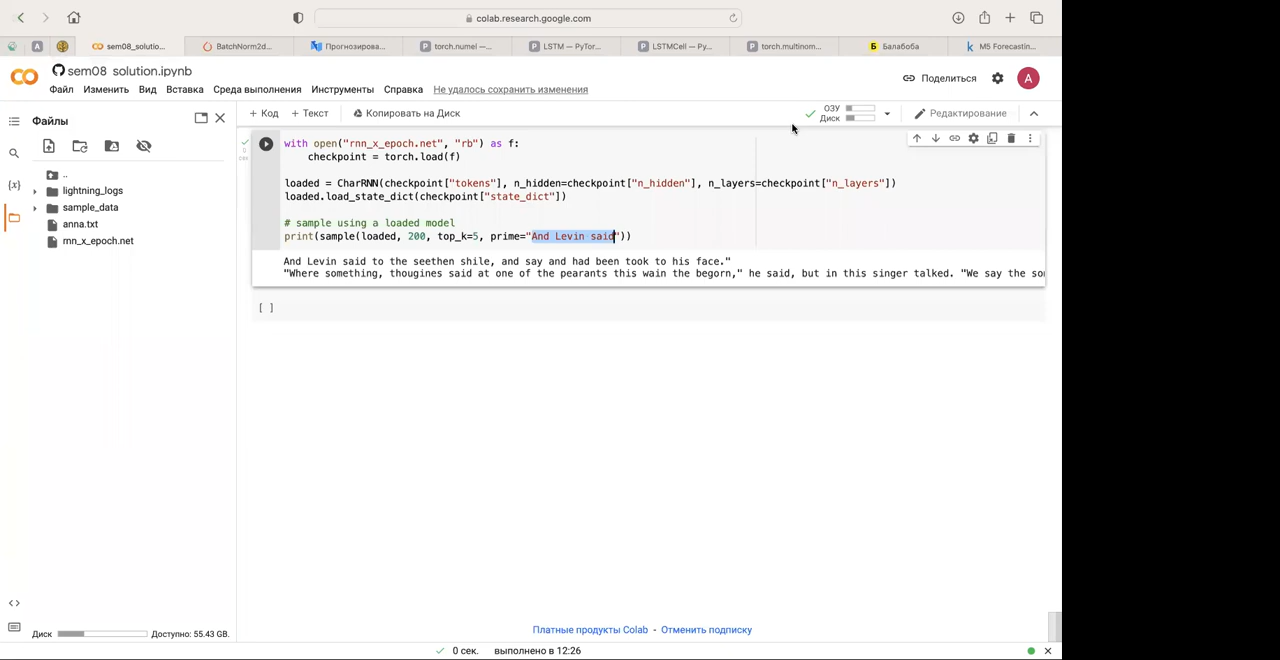 colab.research.google.com
sem08_solutio...
BatchNorm2d...
Прогнозирова...
torch.numel —...
LSTM — PyTor...
LSTMCell — Py...
torch.multinom...
Балабоба
M5 Forecastin...
sem08_solution.ipynb
Файл Изменить Вид Вставка Среда выполнения Инструменты Справка Не удалось сохранить изменения
Поделиться
A
Файлы
+ Код + Текст Копировать на Диск
ОЗУ
Диск
Редактирование
..
lightning_logs
sample_data
anna.txt
rnn_x_epoch.net
with open("rnn_x_epoch.net", "rb") as f:
checkpoint = torch.load(f)
loaded = CharRNN(checkpoint["tokens"], n_hidden=checkpoint["n_hidden"], n_layers=checkpoint["n_layers"])
loaded.load_state_dict(checkpoint["state_dict"])
# sample using a loaded model
print(sample(loaded, 200, top_k=5, prime="And Levin said"))
And Levin said to the seethen shile, and say and had been took to his face."
"Where something, thougines said at one of the pearants this wain the begorn," he said, but in this singer talked. "We say the so
[ ]
Платные продукты Colab - Отменить подписку
Диск Доступно: 55.43 GB.
0 сек. выполнено в 12:26